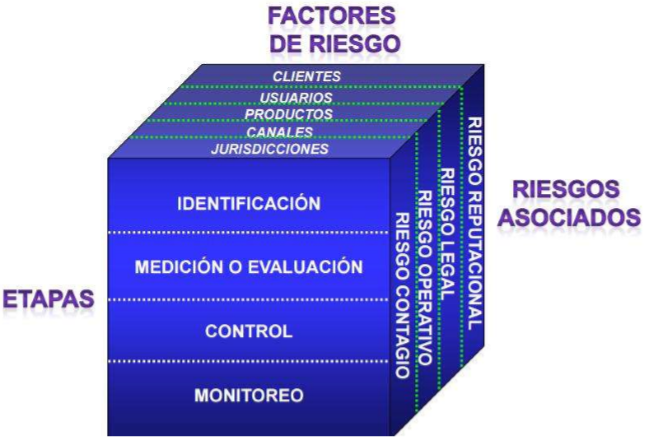 FACTORES
DE RIESGO
CLIENTES
USUARIOS
PRODUCTOS
CANALES
JURISDICCIONES
ETAPAS
IDENTIFICACIÓN
MEDICIÓN O EVALUACIÓN
CONTROL
MONITOREO
RIESGO CONTAGIO
RIESGO OPERATIVO
RIESGO LEGAL
RIESGO REPUTACIONAL
RIESGOS
ASOCIADOS